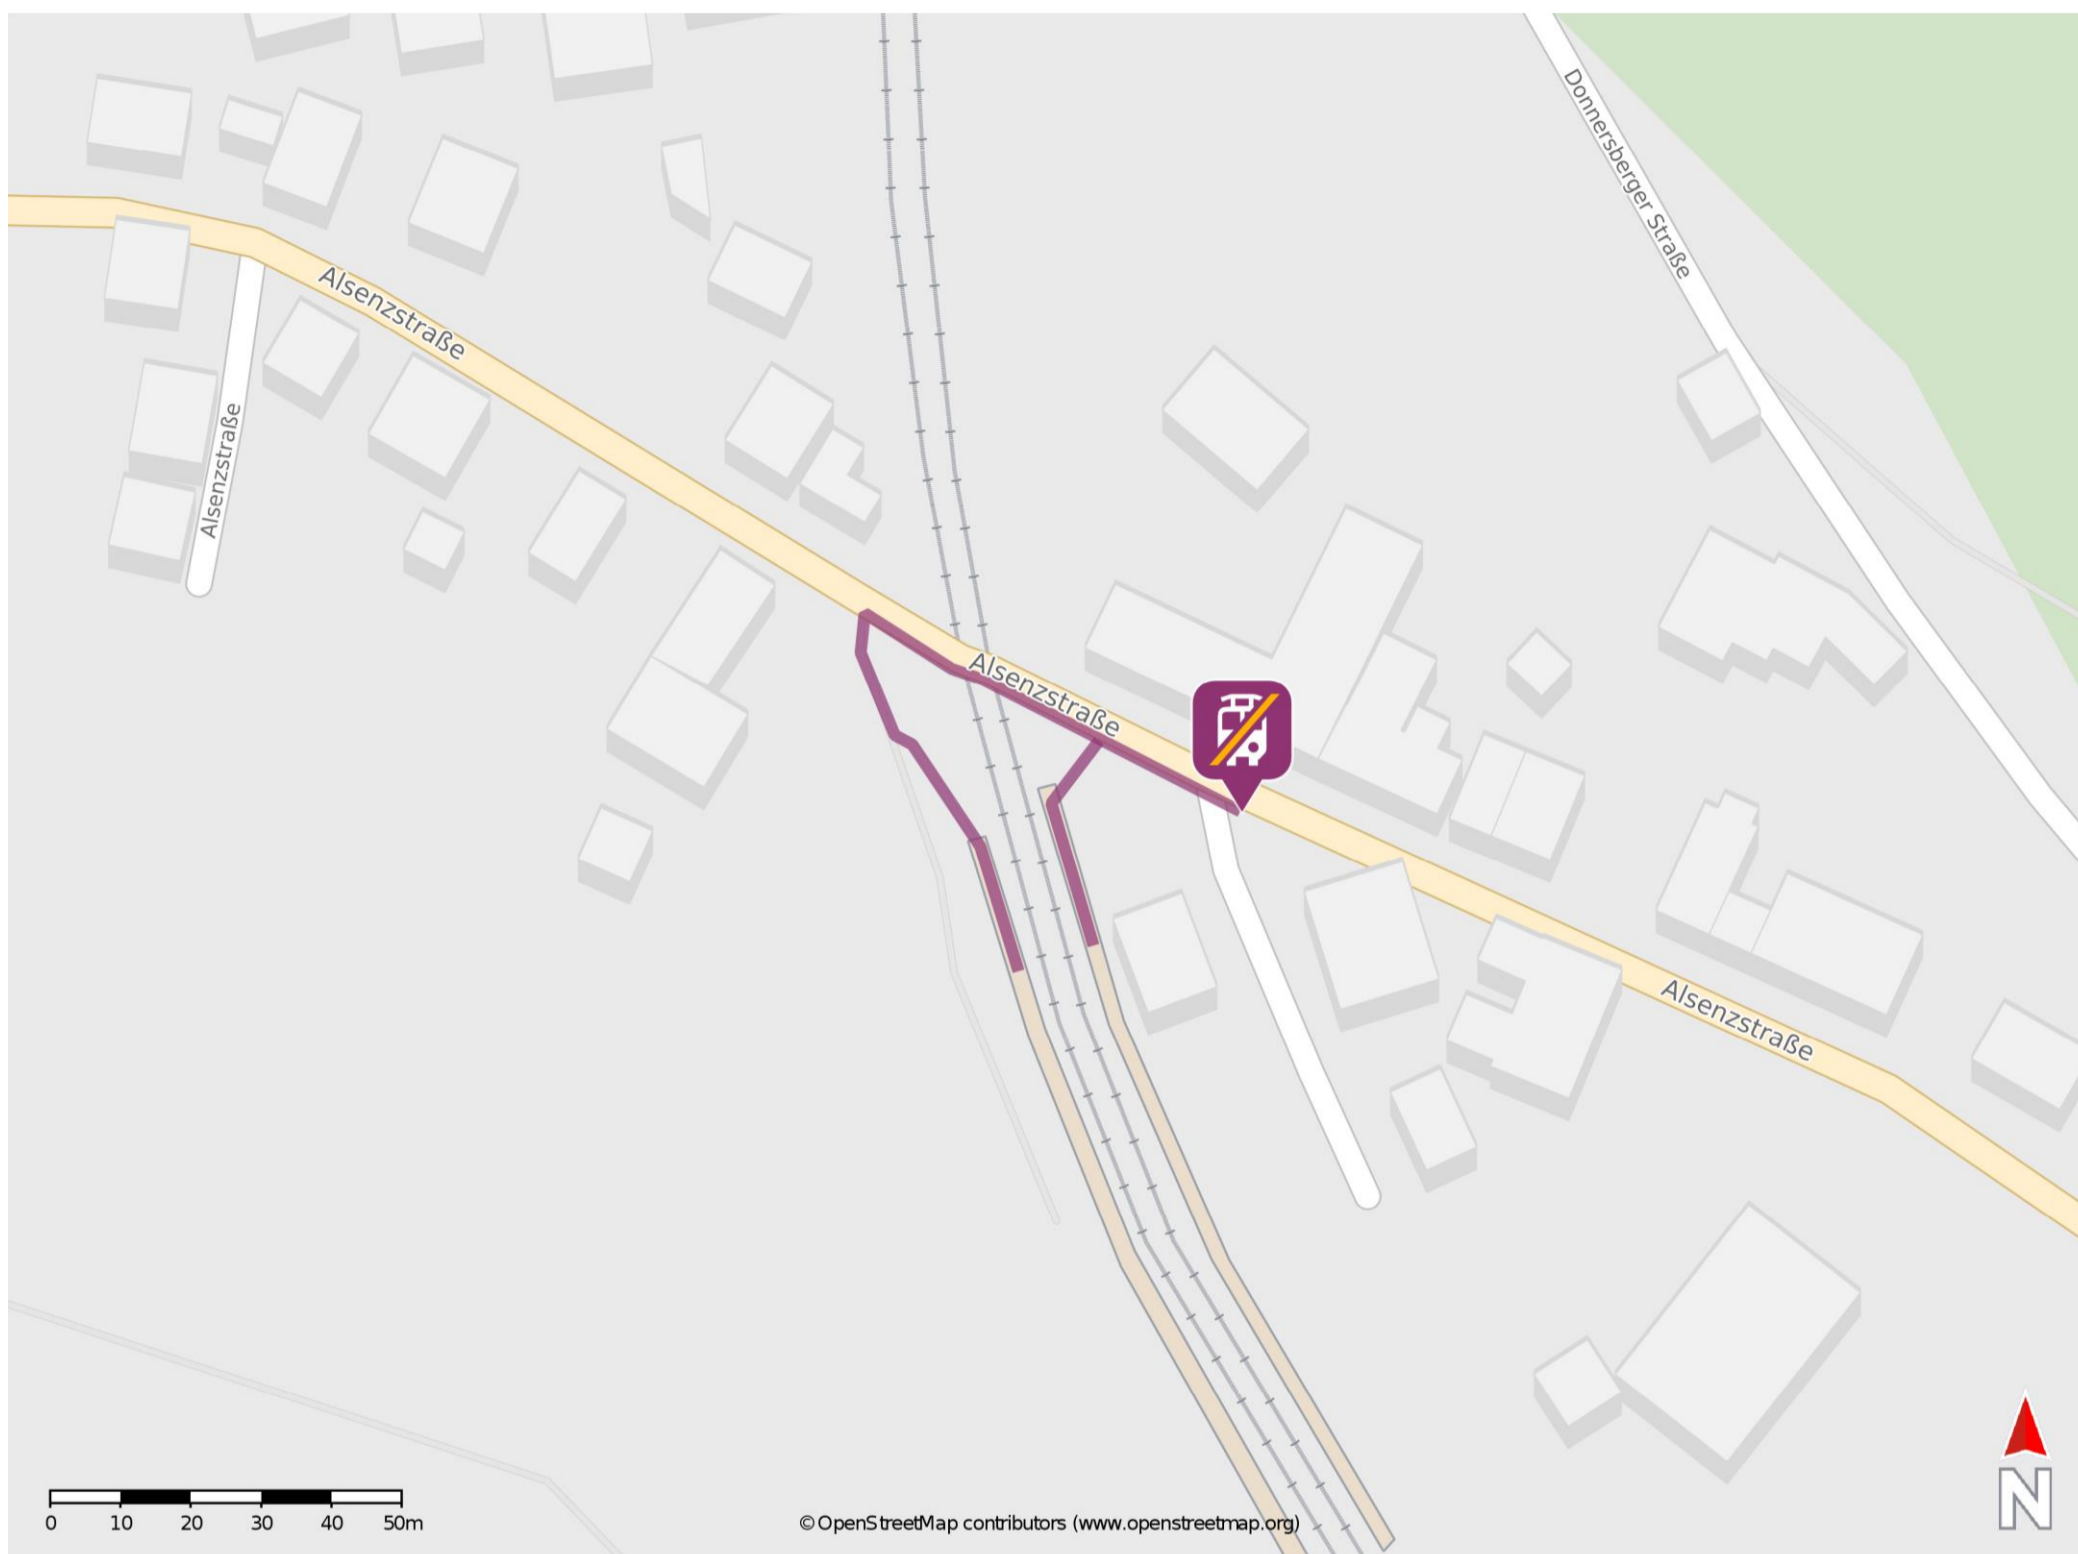 Donnersberger Straße
Alsenzstraße
Alsenzstraße
Alsenzstraße
Alsenzstraße
0 10 20 30 40 50m
© OpenStreetMap contributors (www.openstreetmap.org)
N